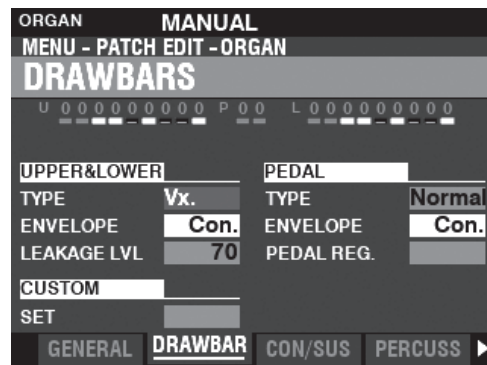 ORGAN MANUAL
MENU - PATCH EDIT - ORGAN
DRAWBARS
U 000000000 P 00 L 000000000
UPPER&LOWER PEDAL
TYPE Vx. TYPE Normal
ENVELOPE Con. ENVELOPE Con.
LEAKAGE LVL 70 PEDAL REG.
CUSTOM
SET
GENERAL DRAWBAR CON/SUS PERCUSS